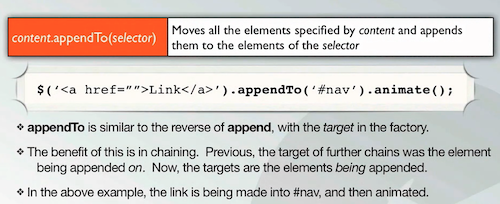 content.appendTo(selector)
Moves all the elements specified by content and appends
them to the elements of the selector
$(‘<a href=””>Link</a>’).appendTo(‘#nav’).animate();
❖ appendTo is similar to the reverse of append, with the target in the factory.
❖ The benefit of this is in chaining. Previous, the target of further chains was the element
being appended on. Now, the targets are the elements being appended.
❖ In the above example, the link is being made into #nav, and then animated.